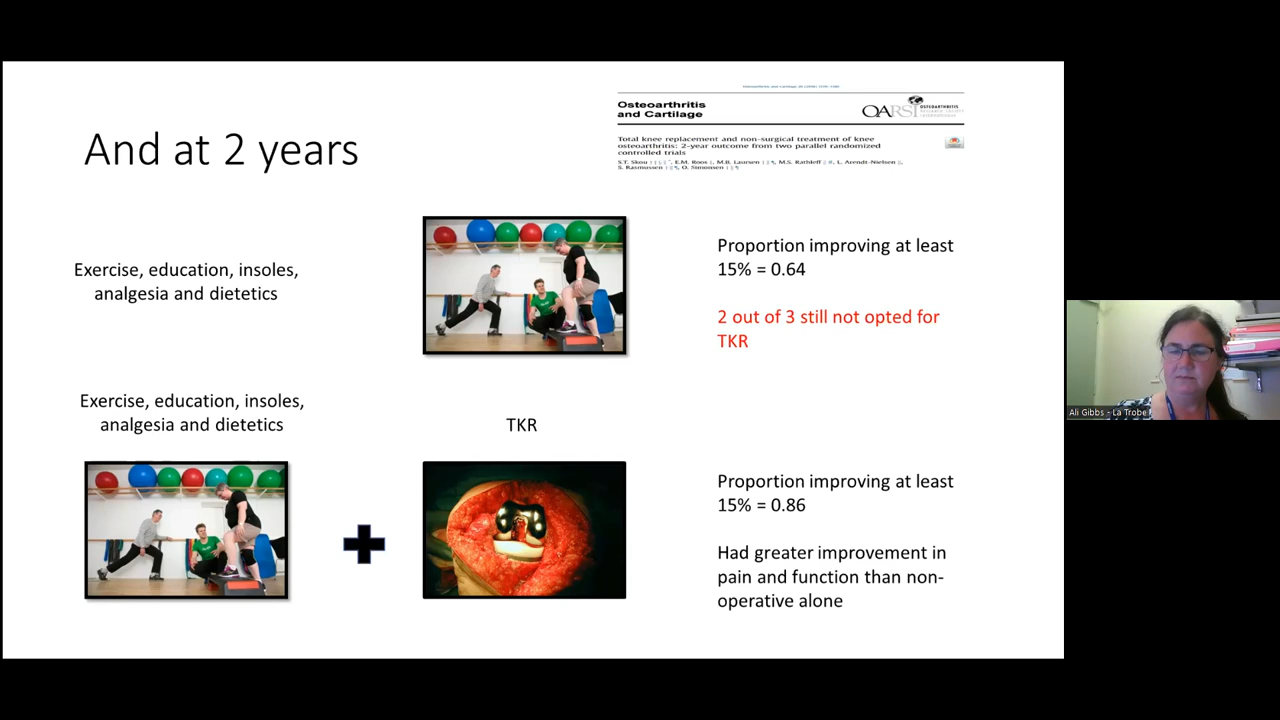 And at 2 years
Osteoarthritis
and Cartilage
OARSI OSTEOARTHRITIS
RESEARCH SOCIETY
INTERNATIONAL
Total knee replacement and non-surgical treatment of knee
osteoarthritis: 2-year outcome from two parallel randomized
controlled trials
S.T. Skou, E.M. Roos, M.B. Laursen, M.S. Rathleff, L. Arendt-Nielsen,
S. Rasmussen, O. Simonsen
Exercise, education, insoles,
analgesia and dietetics
Proportion improving at least
15% = 0.64
2 out of 3 still not opted for
TKR
Exercise, education, insoles,
analgesia and dietetics
TKR
Proportion improving at least
15% = 0.86
Had greater improvement in
pain and function than non-
operative alone
Ali Gibbs - La Trobe